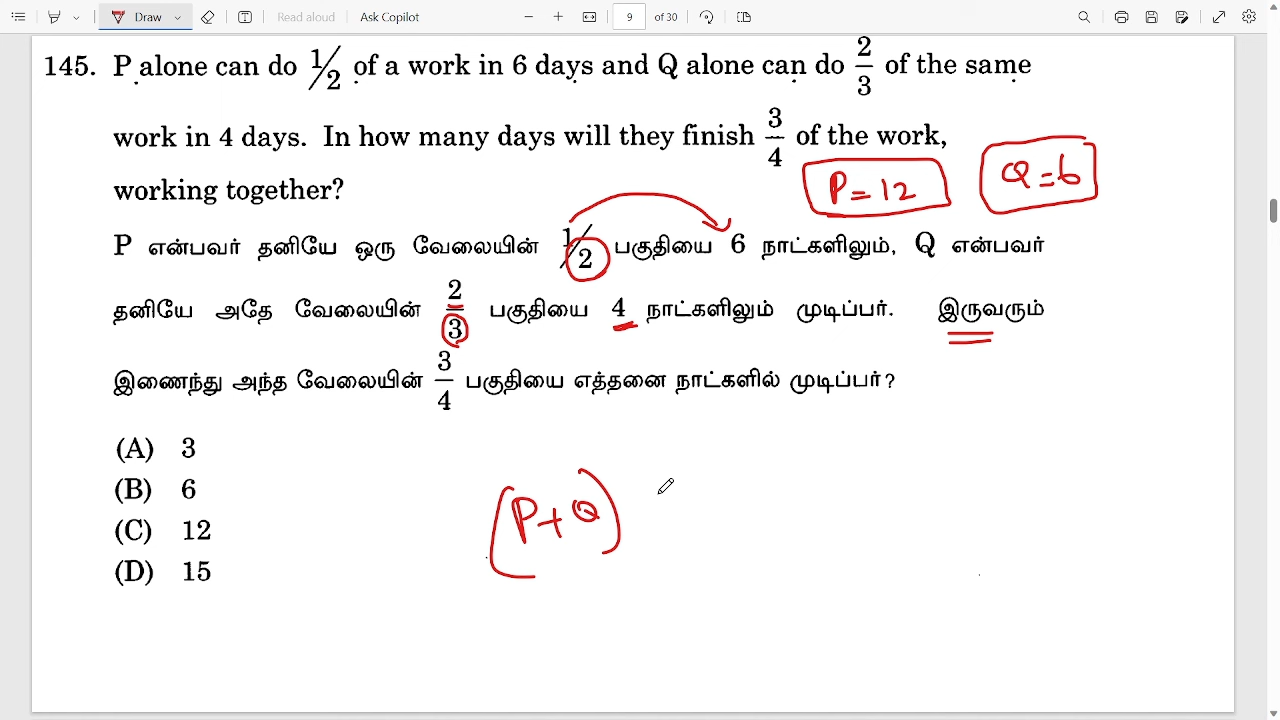 Draw Read aloud Ask Copilot 9 of 30
145. P alone can do 1/2 of a work in 6 days and Q alone can do 2/3 of the same
work in 4 days. In how many days will they finish 3/4 of the work,
working together?
P = 12 Q = 6
P என்பவர் தனியே ஒரு வேலையின் 1/2 பகுதியை 6 நாட்களிலும், Q என்பவர்
தனியே அதே வேலையின் 2/3 பகுதியை 4 நாட்களிலும் முடிப்பர். இருவரும்
இணைந்து அந்த வேலையின் 3/4 பகுதியை எத்தனை நாட்களில் முடிப்பர்?
(A) 3
(B) 6
(C) 12
(D) 15
(P+Q)